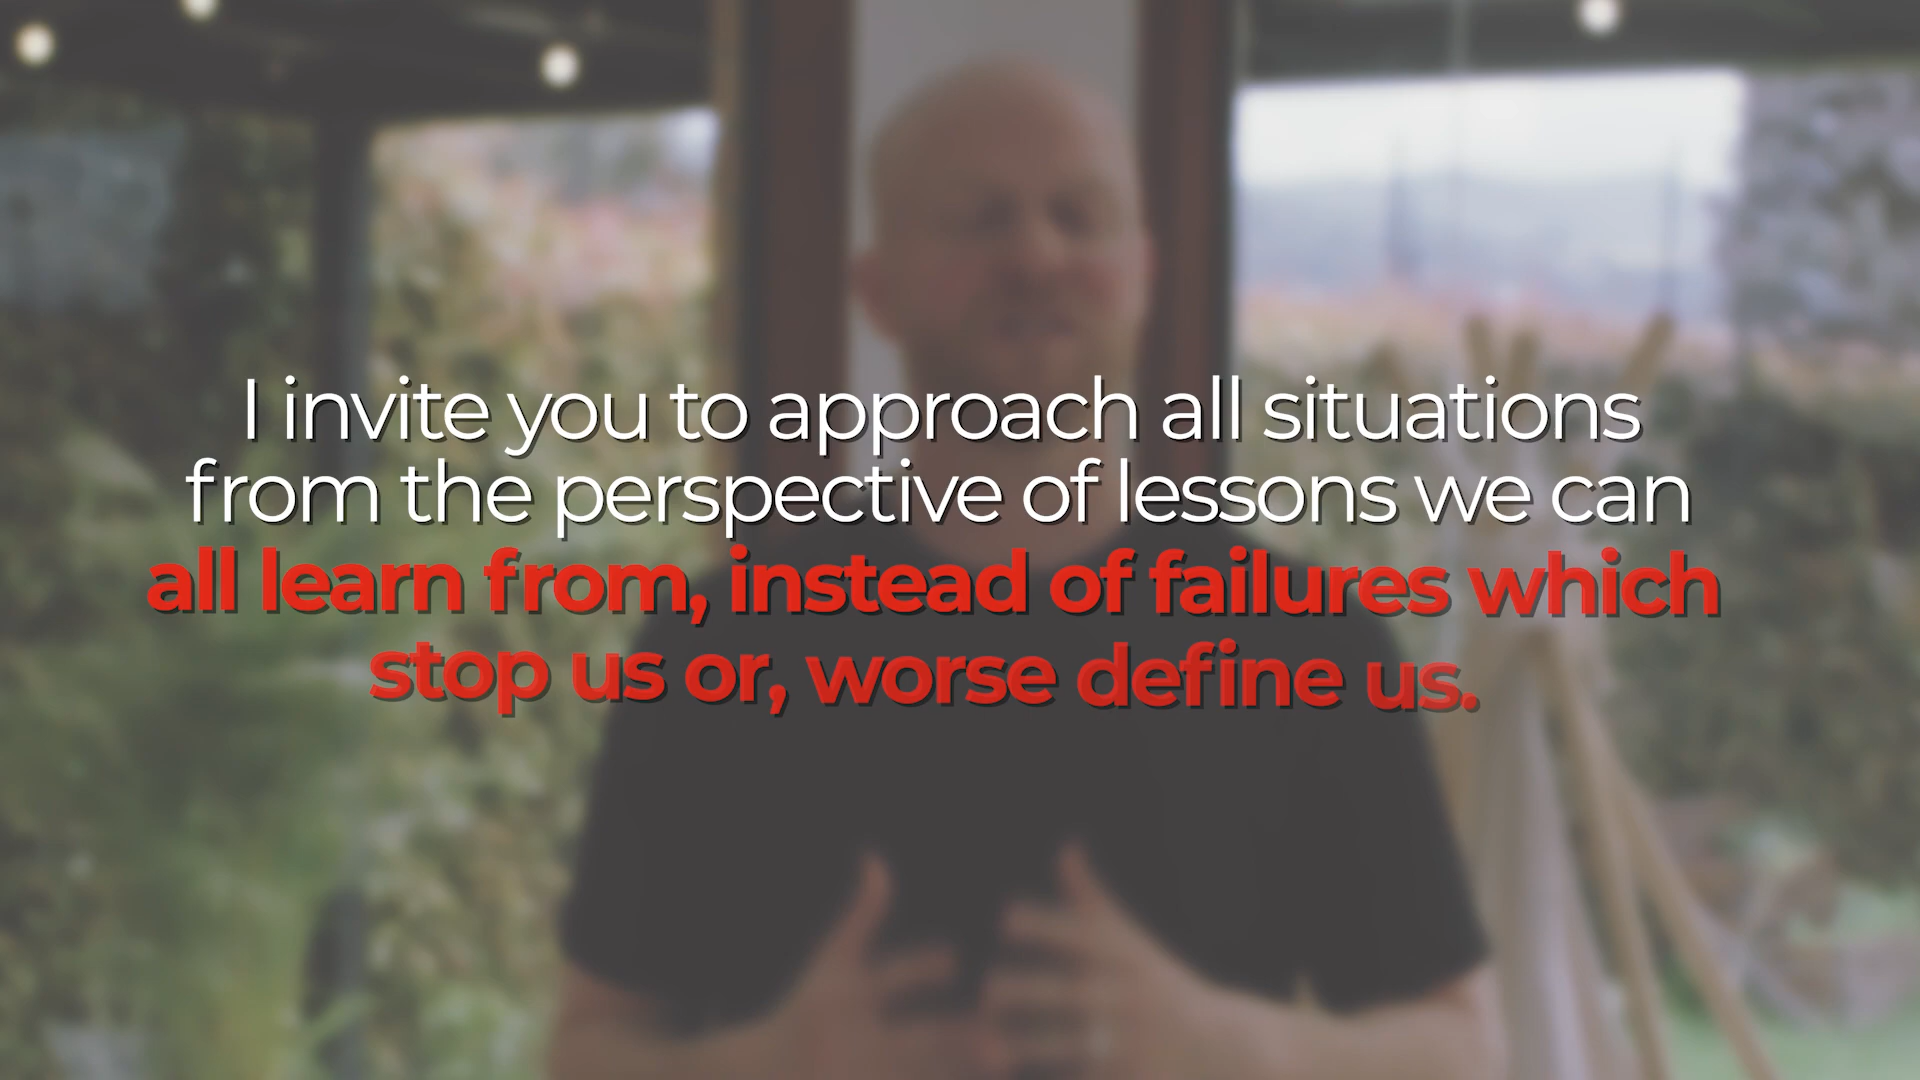 I invite you to approach all situations
from the perspective of lessons we can
all learn from, instead of failures which
stop us or, worse define us.